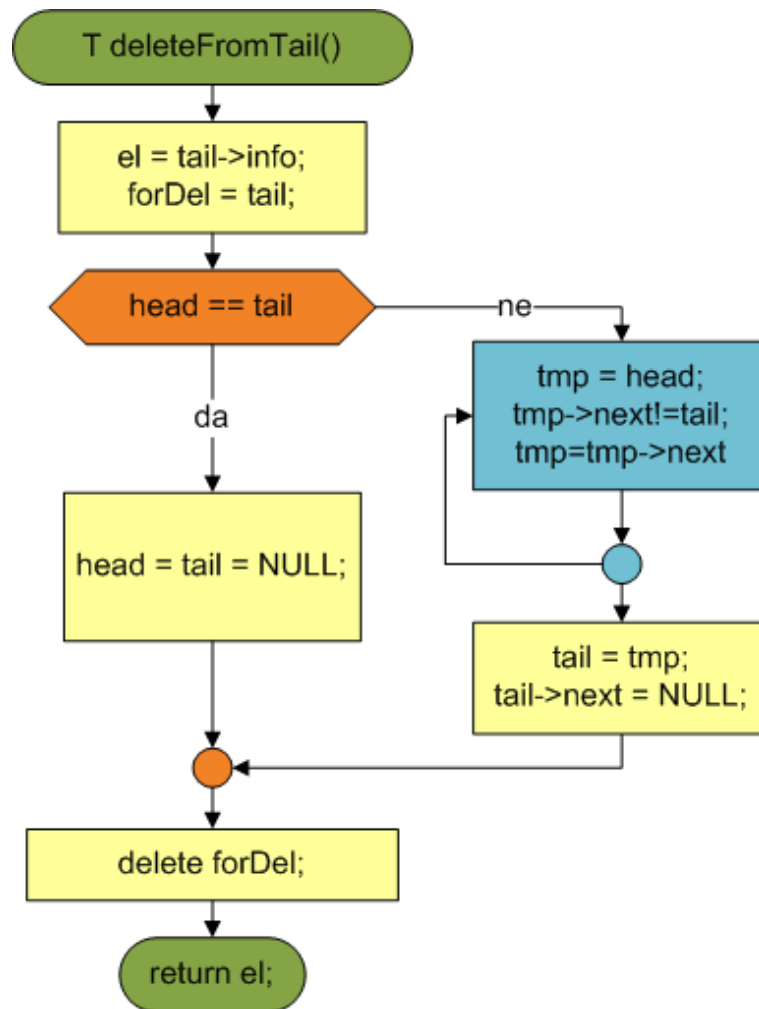 T deleteFromTail()
el = tail->info;
forDel = tail;
head == tail
ne
da
tmp = head;
tmp->next!=tail;
tmp=tmp->next
head = tail = NULL;
tail = tmp;
tail->next = NULL;
delete forDel;
return el;